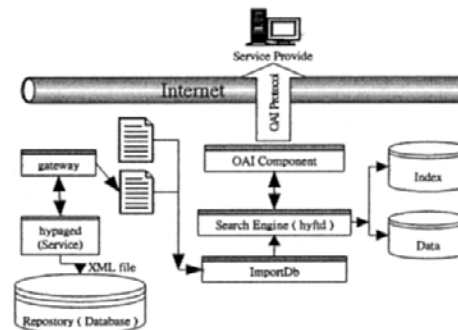 Service Provide
Internet
OAI Protocol
gateway
OAI Component
Index
hypaged
(Service)
Search Engine ( hyftd )
Data
XML file
ImportDb
Repostory ( Database )